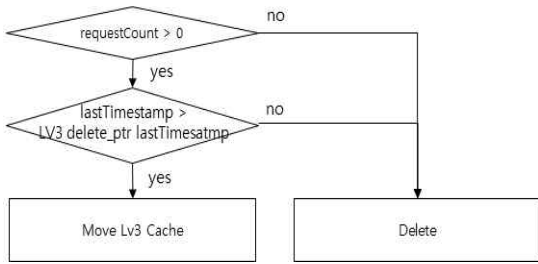 no
requestCount > 0
yes
no
lastTimestamp >
LV3 delete_ptr lastTimesatmp
yes
Move Lv3 Cache
Delete